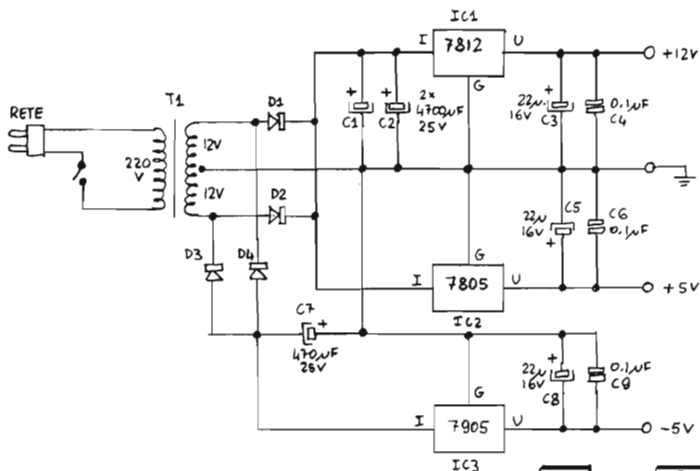 IC1
I 7812 U
+12V
RETE
T1
D1
12V
220
V
12V
+ C1
+ C2
2x
4700µF
25V
22µ
16V
+
C3
0.1µF
C4
G
D2
D3
D4
22µ
16V
C5
+
C6
0.1µF
G
I 7805 U
+5V
IC2
C7
+
470µF
25V
22µ
16V
+
C8
0.1µF
C9
G
I 7905 U
-5V
IC3